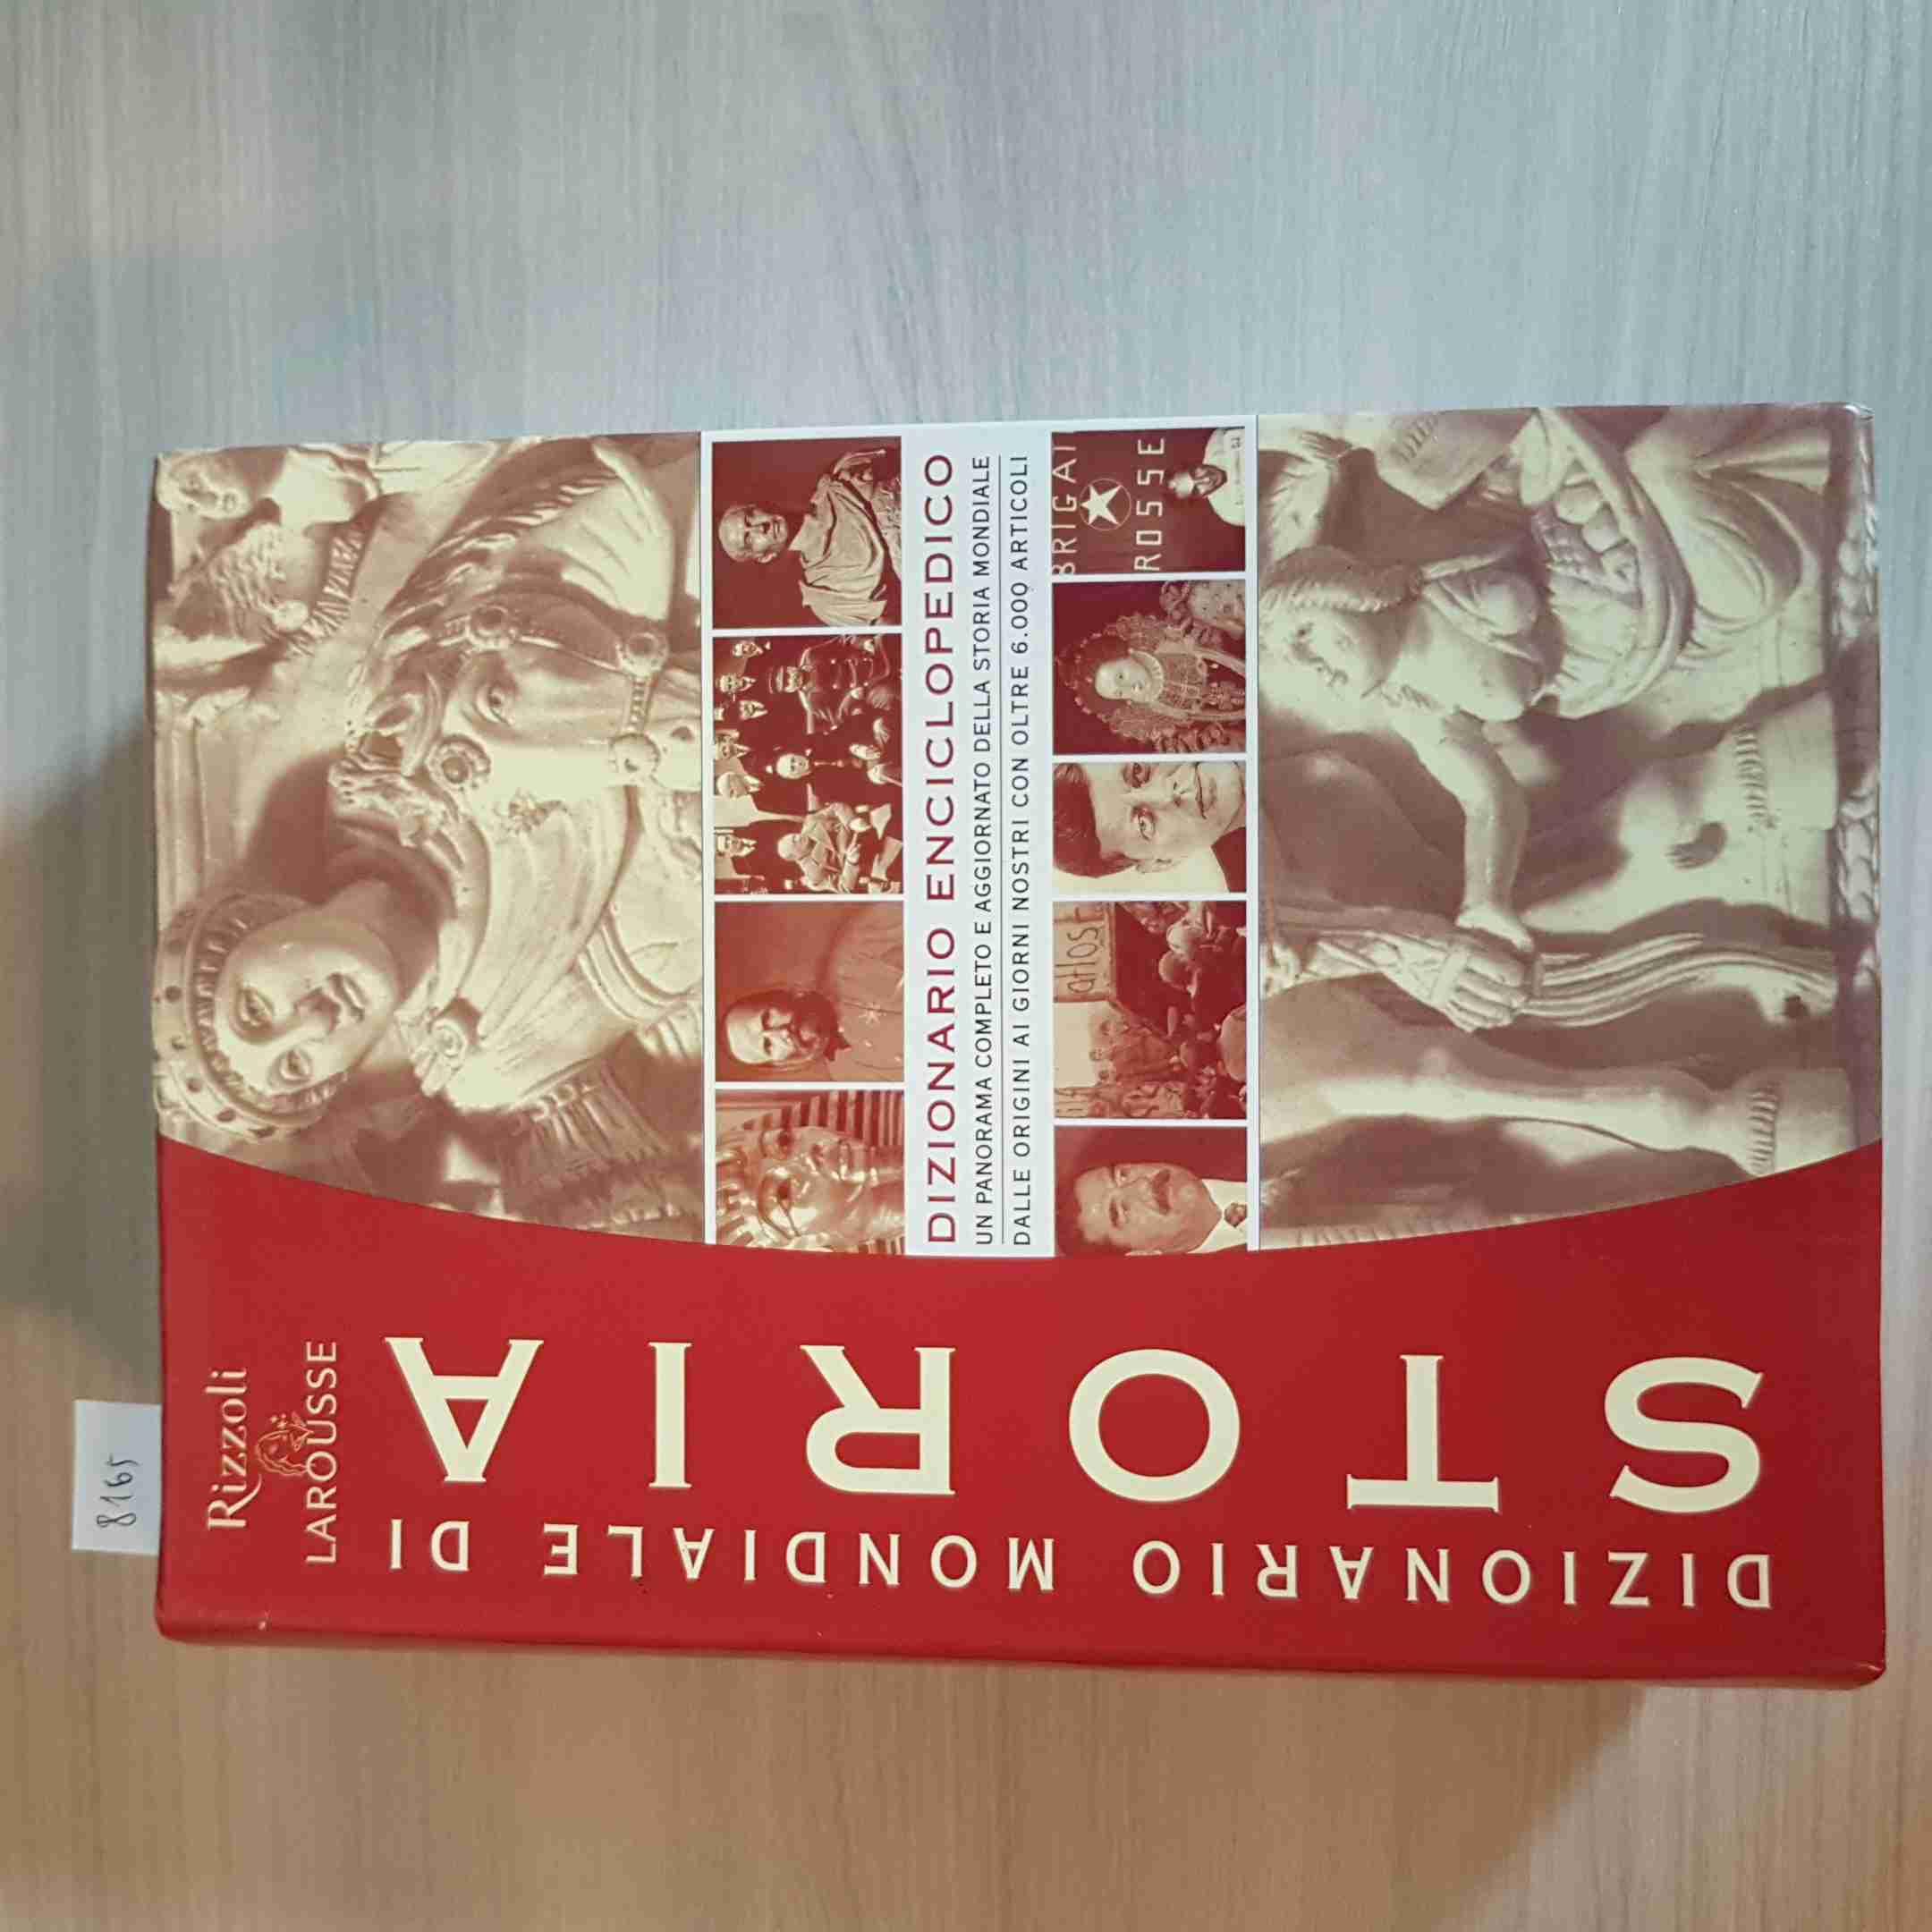 Rizzoli
LAROUSSE
DIZIONARIO MONDIALE DI
STORIA
DIZIONARIO ENCICLOPEDICO
UN PANORAMA COMPLETO E AGGIORNATO DELLA STORIA MONDIALE
DALLE ORIGINI AI GIORNI NOSTRI CON OLTRE 6.000 ARTICOLI
BRIGAT
ROSSE
8165